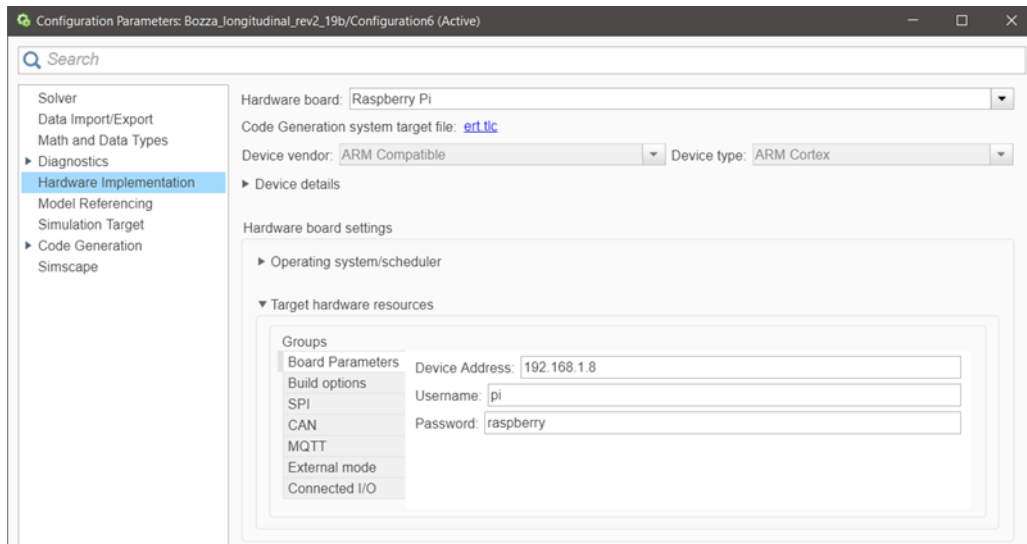 Configuration Parameters: Bozza_longitudinal_rev2_19b/Configuration6 (Active)
Search
Solver
Data Import/Export
Math and Data Types
Diagnostics
Hardware Implementation
Model Referencing
Simulation Target
Code Generation
Simscape
Hardware board: Raspberry Pi
Code Generation system target file: ert.tlc
Device vendor: ARM Compatible Device type: ARM Cortex
Device details
Hardware board settings
Operating system/scheduler
Target hardware resources
Groups
Board Parameters
Build options
SPI
CAN
MQTT
External mode
Connected I/O
Device Address: 192.168.1.8
Username: pi
Password: raspberry